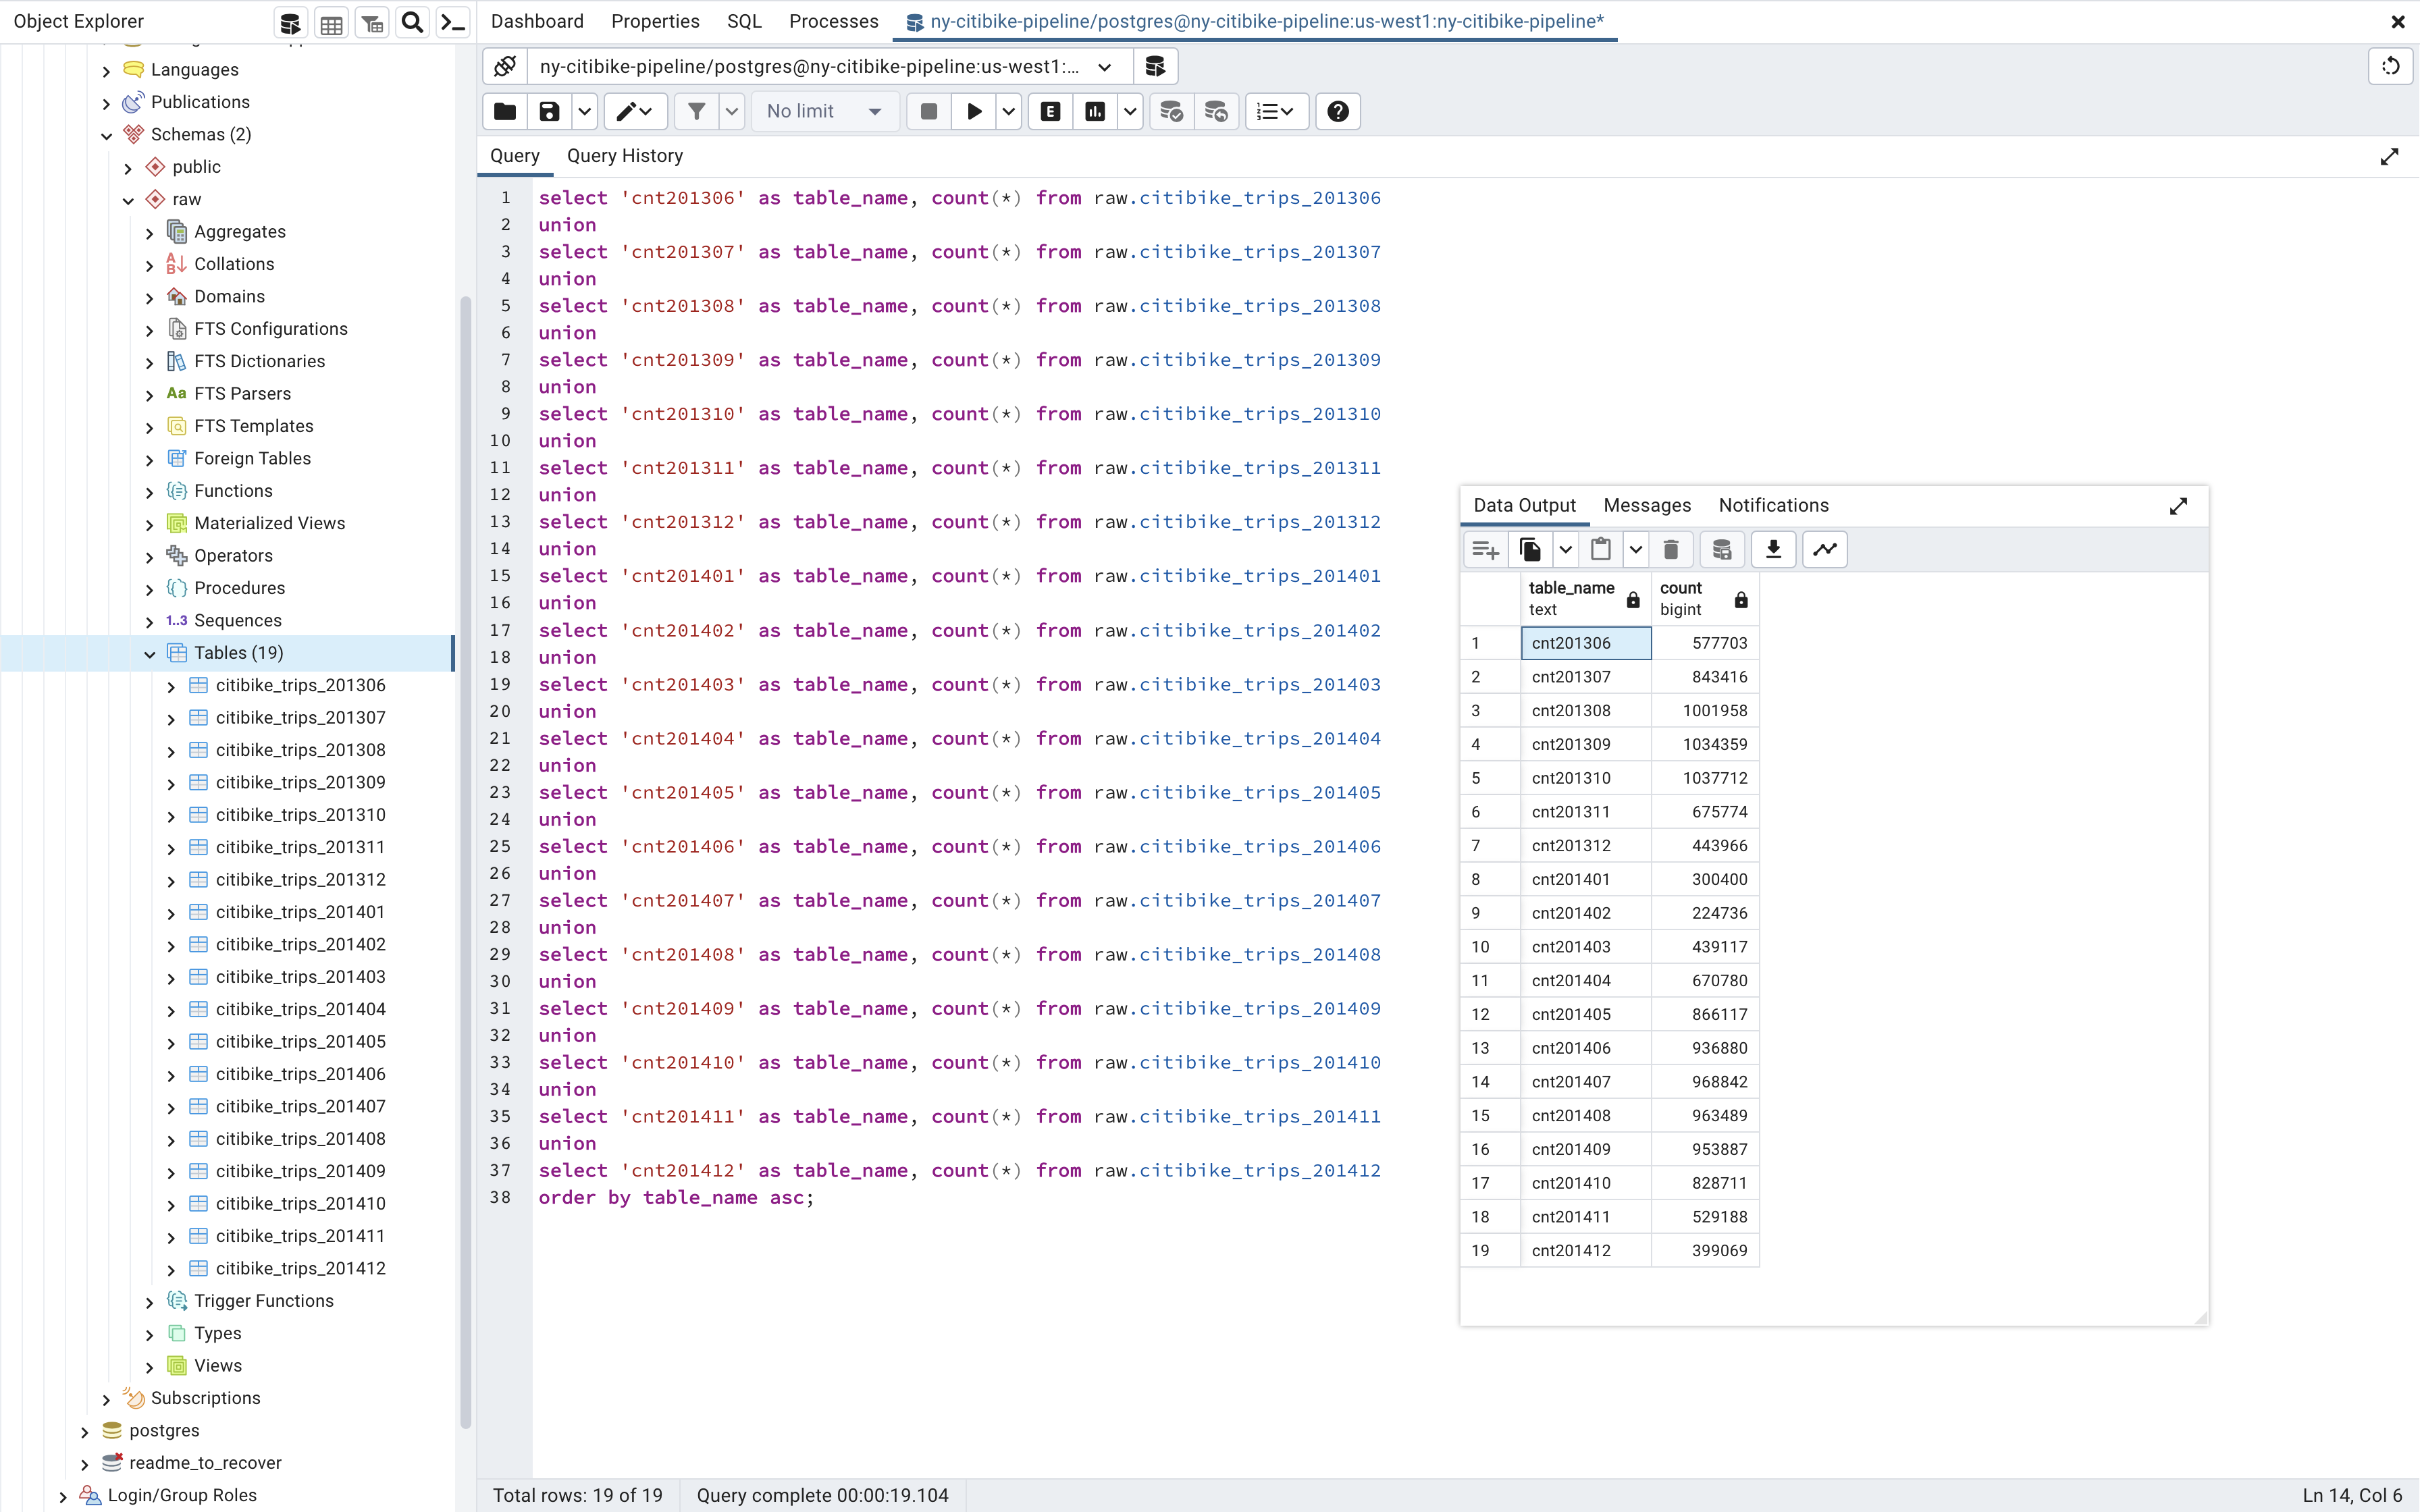 Object Explorer
Languages
Publications
Schemas (2)
public
raw
Aggregates
Collations
Domains
FTS Configurations
FTS Dictionaries
Aa FTS Parsers
FTS Templates
Foreign Tables
Functions
Materialized Views
Operators
Procedures
1..3 Sequences
Tables (19)
citibike_trips_201306
citibike_trips_201307
citibike_trips_201308
citibike_trips_201309
citibike_trips_201310
citibike_trips_201311
citibike_trips_201312
citibike_trips_201401
citibike_trips_201402
citibike_trips_201403
citibike_trips_201404
citibike_trips_201405
citibike_trips_201406
citibike_trips_201407
citibike_trips_201408
citibike_trips_201409
citibike_trips_201410
citibike_trips_201411
citibike_trips_201412
Trigger Functions
Types
Views
Subscriptions
postgres
readme_to_recover
Login/Group Roles
Dashboard Properties SQL Processes ny-citibike-pipeline/postgres@ny-citibike-pipeline:us-west1:ny-citibike-pipeline*
ny-citibike-pipeline/postgres@ny-citibike-pipeline:us-west1:...
No limit E
Query Query History
1 select 'cnt201306' as table_name, count(*) from raw.citibike_trips_201306
2 union
3 select 'cnt201307' as table_name, count(*) from raw.citibike_trips_201307
4 union
5 select 'cnt201308' as table_name, count(*) from raw.citibike_trips_201308
6 union
7 select 'cnt201309' as table_name, count(*) from raw.citibike_trips_201309
8 union
9 select 'cnt201310' as table_name, count(*) from raw.citibike_trips_201310
10 union
11 select 'cnt201311' as table_name, count(*) from raw.citibike_trips_201311
12 union
13 select 'cnt201312' as table_name, count(*) from raw.citibike_trips_201312
14 union
15 select 'cnt201401' as table_name, count(*) from raw.citibike_trips_201401
16 union
17 select 'cnt201402' as table_name, count(*) from raw.citibike_trips_201402
18 union
19 select 'cnt201403' as table_name, count(*) from raw.citibike_trips_201403
20 union
21 select 'cnt201404' as table_name, count(*) from raw.citibike_trips_201404
22 union
23 select 'cnt201405' as table_name, count(*) from raw.citibike_trips_201405
24 union
25 select 'cnt201406' as table_name, count(*) from raw.citibike_trips_201406
26 union
27 select 'cnt201407' as table_name, count(*) from raw.citibike_trips_201407
28 union
29 select 'cnt201408' as table_name, count(*) from raw.citibike_trips_201408
30 union
31 select 'cnt201409' as table_name, count(*) from raw.citibike_trips_201409
32 union
33 select 'cnt201410' as table_name, count(*) from raw.citibike_trips_201410
34 union
35 select 'cnt201411' as table_name, count(*) from raw.citibike_trips_201411
36 union
37 select 'cnt201412' as table_name, count(*) from raw.citibike_trips_201412
38 order by table_name asc;
Data Output Messages Notifications
table_name count
text bigint
1 cnt201306 577703
2 cnt201307 843416
3 cnt201308 1001958
4 cnt201309 1034359
5 cnt201310 1037712
6 cnt201311 675774
7 cnt201312 443966
8 cnt201401 300400
9 cnt201402 224736
10 cnt201403 439117
11 cnt201404 670780
12 cnt201405 866117
13 cnt201406 936880
14 cnt201407 968842
15 cnt201408 963489
16 cnt201409 953887
17 cnt201410 828711
18 cnt201411 529188
19 cnt201412 399069
Total rows: 19 of 19 Query complete 00:00:19.104 Ln 14, Col 6